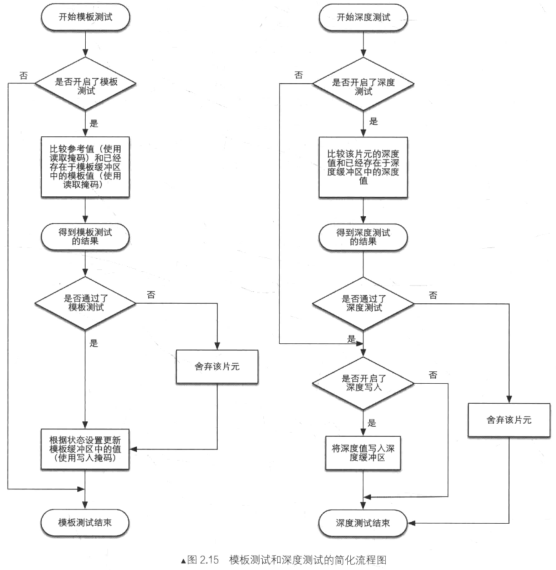 开始模板测试
否
是否开启了模板
测试
是
比较参考值（使用
读取掩码）和已经
存在于模板缓冲区
中的模板值（使用
读取掩码）
得到模板测试
的结果
是否通过了
模板测试
否
是
舍弃该片元
根据状态设置更新
模板缓冲区中的值
（使用写入掩码）
模板测试结束
开始深度测试
否
是否开启了深度
测试
是
比较该片元的深度
值和已经存在于深
度缓冲区中的深度
值
得到深度测试
的结果
是否通过了
深度测试
否
是
是否开启了
深度写入
否
是
舍弃该片元
将深度值写入深
度缓冲区
深度测试结束
▲图 2.15 模板测试和深度测试的简化流程图